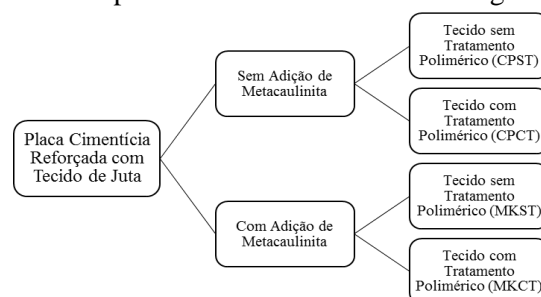 Placa Cimentícia
Reforçada com
Tecido de Juta
Sem Adição de
Metacaulinita
Com Adição de
Metacaulinita
Tecido sem
Tratamento
Polimérico (CPST)
Tecido com
Tratamento
Polimérico (CPCT)
Tecido sem
Tratamento
Polimérico (MKST)
Tecido com
Tratamento
Polimérico (MKCT)